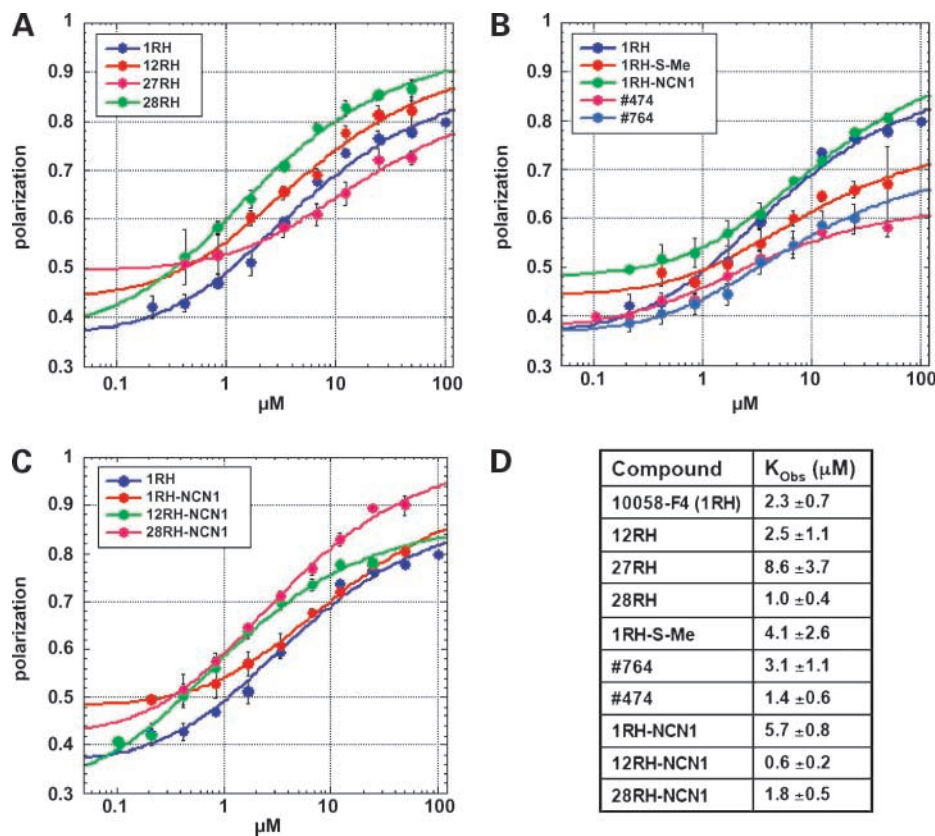 A
1RH
12RH
27RH
28RH
1
0.9
0.8
0.7
0.6
0.5
0.4
0.3
polarization
0.1
1
10
100
µM
B
1RH
1RH-S-Me
1RH-NCN1
#474
#764
1
0.9
0.8
0.7
0.6
0.5
0.4
0.3
polarization
0.1
1
10
100
µM
C
1RH
1RH-NCN1
12RH-NCN1
28RH-NCN1
1
0.9
0.8
0.7
0.6
0.5
0.4
0.3
polarization
0.1
1
10
100
µM
D
Compound KObs (µM)
10058-F4 (1RH) 2.3 ±0.7
12RH 2.5 ±1.1
27RH 8.6 ±3.7
28RH 1.0 ±0.4
1RH-S-Me 4.1 ±2.6
#764 3.1 ±1.1
#474 1.4 ±0.6
1RH-NCN1 5.7 ±0.8
12RH-NCN1 0.6 ±0.2
28RH-NCN1 1.8 ±0.5